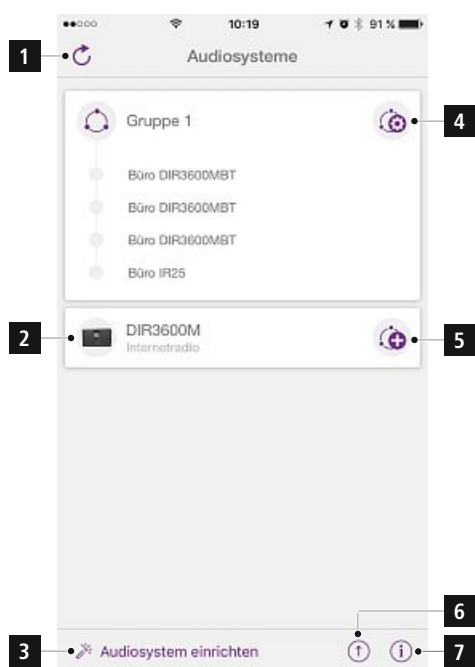 10:19
91 %
1
Audiosysteme
Gruppe 1
4
Büro DIR3600MBT
Büro DIR3600MBT
Büro DIR3600MBT
Büro IR25
2
DIR3600M
5
Internetradio
6
3
Audiosystem einrichten
7